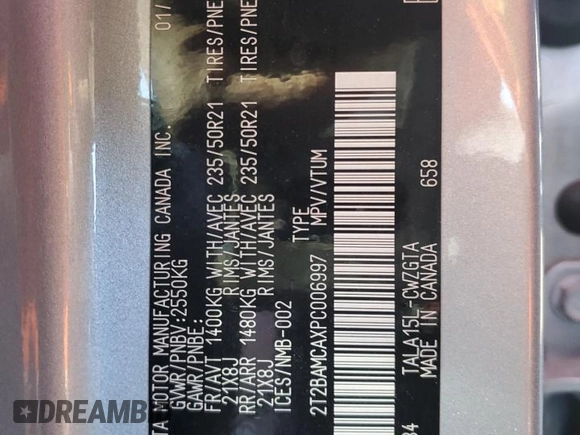 TA MOTOR MANUFACTURING CANADA INC. 01/
GVWR/PNBV:2550KG
GAWR/PNBE:
FR/AVT 1400KG WITH/AVEC 235/50R21 TIRES/PNE
21X8J RIMS/JANTES
RR/ARR 1480KG WITH/AVEC 235/50R21 TIRES/PNE
21X8J RIMS/JANTES
ICES/NMB-002
2T2BAMCAXPC006997 TYPE MPV/VTUM
34 TALA15L-CWZGTA 658
MADE IN CANADA
DREAMB